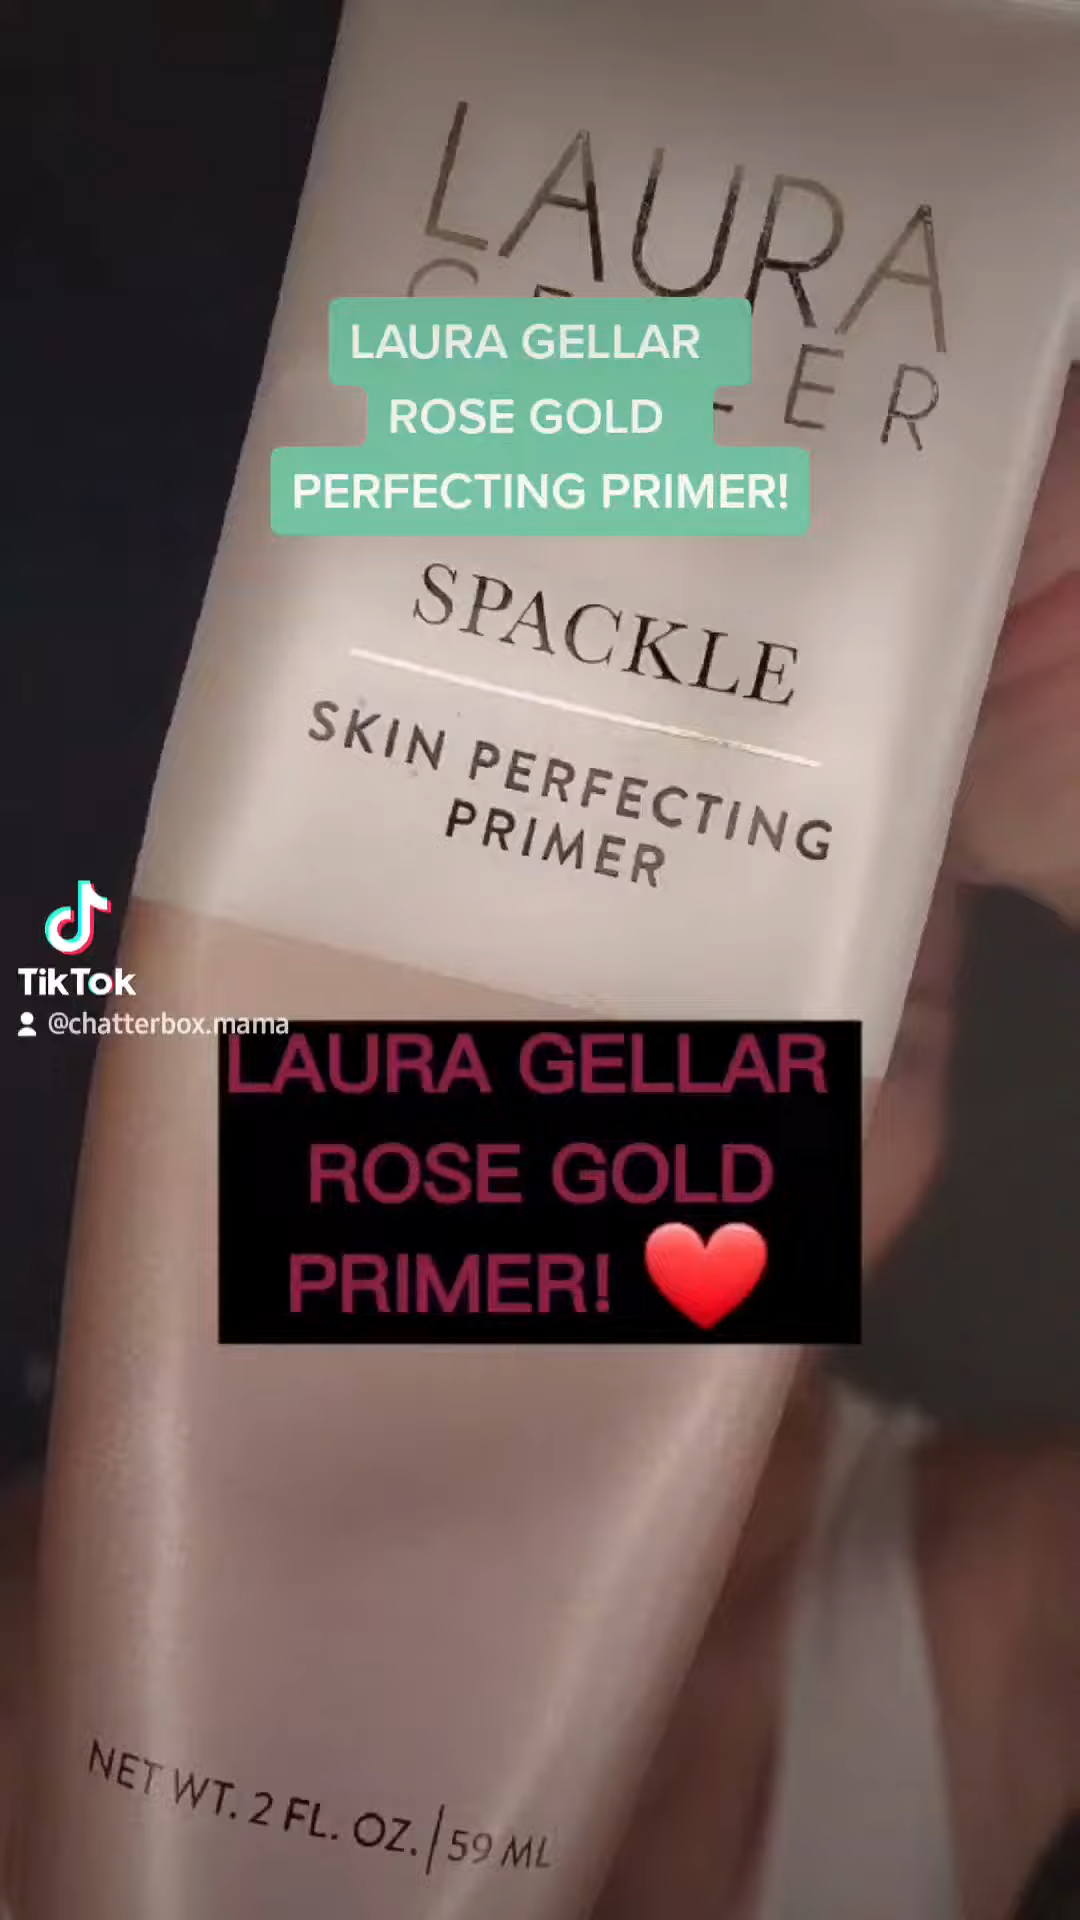 LAURA
LAURA GELLAR
ROSE GOLD
PERFECTING PRIMER!
SPACKLE
SKIN PERFECTING
PRIMER
TikTok
@chatterbox.mama
LAURA GELLAR
ROSE GOLD
PRIMER! ❤️
NET WT. 2 FL. OZ. | 59 ML